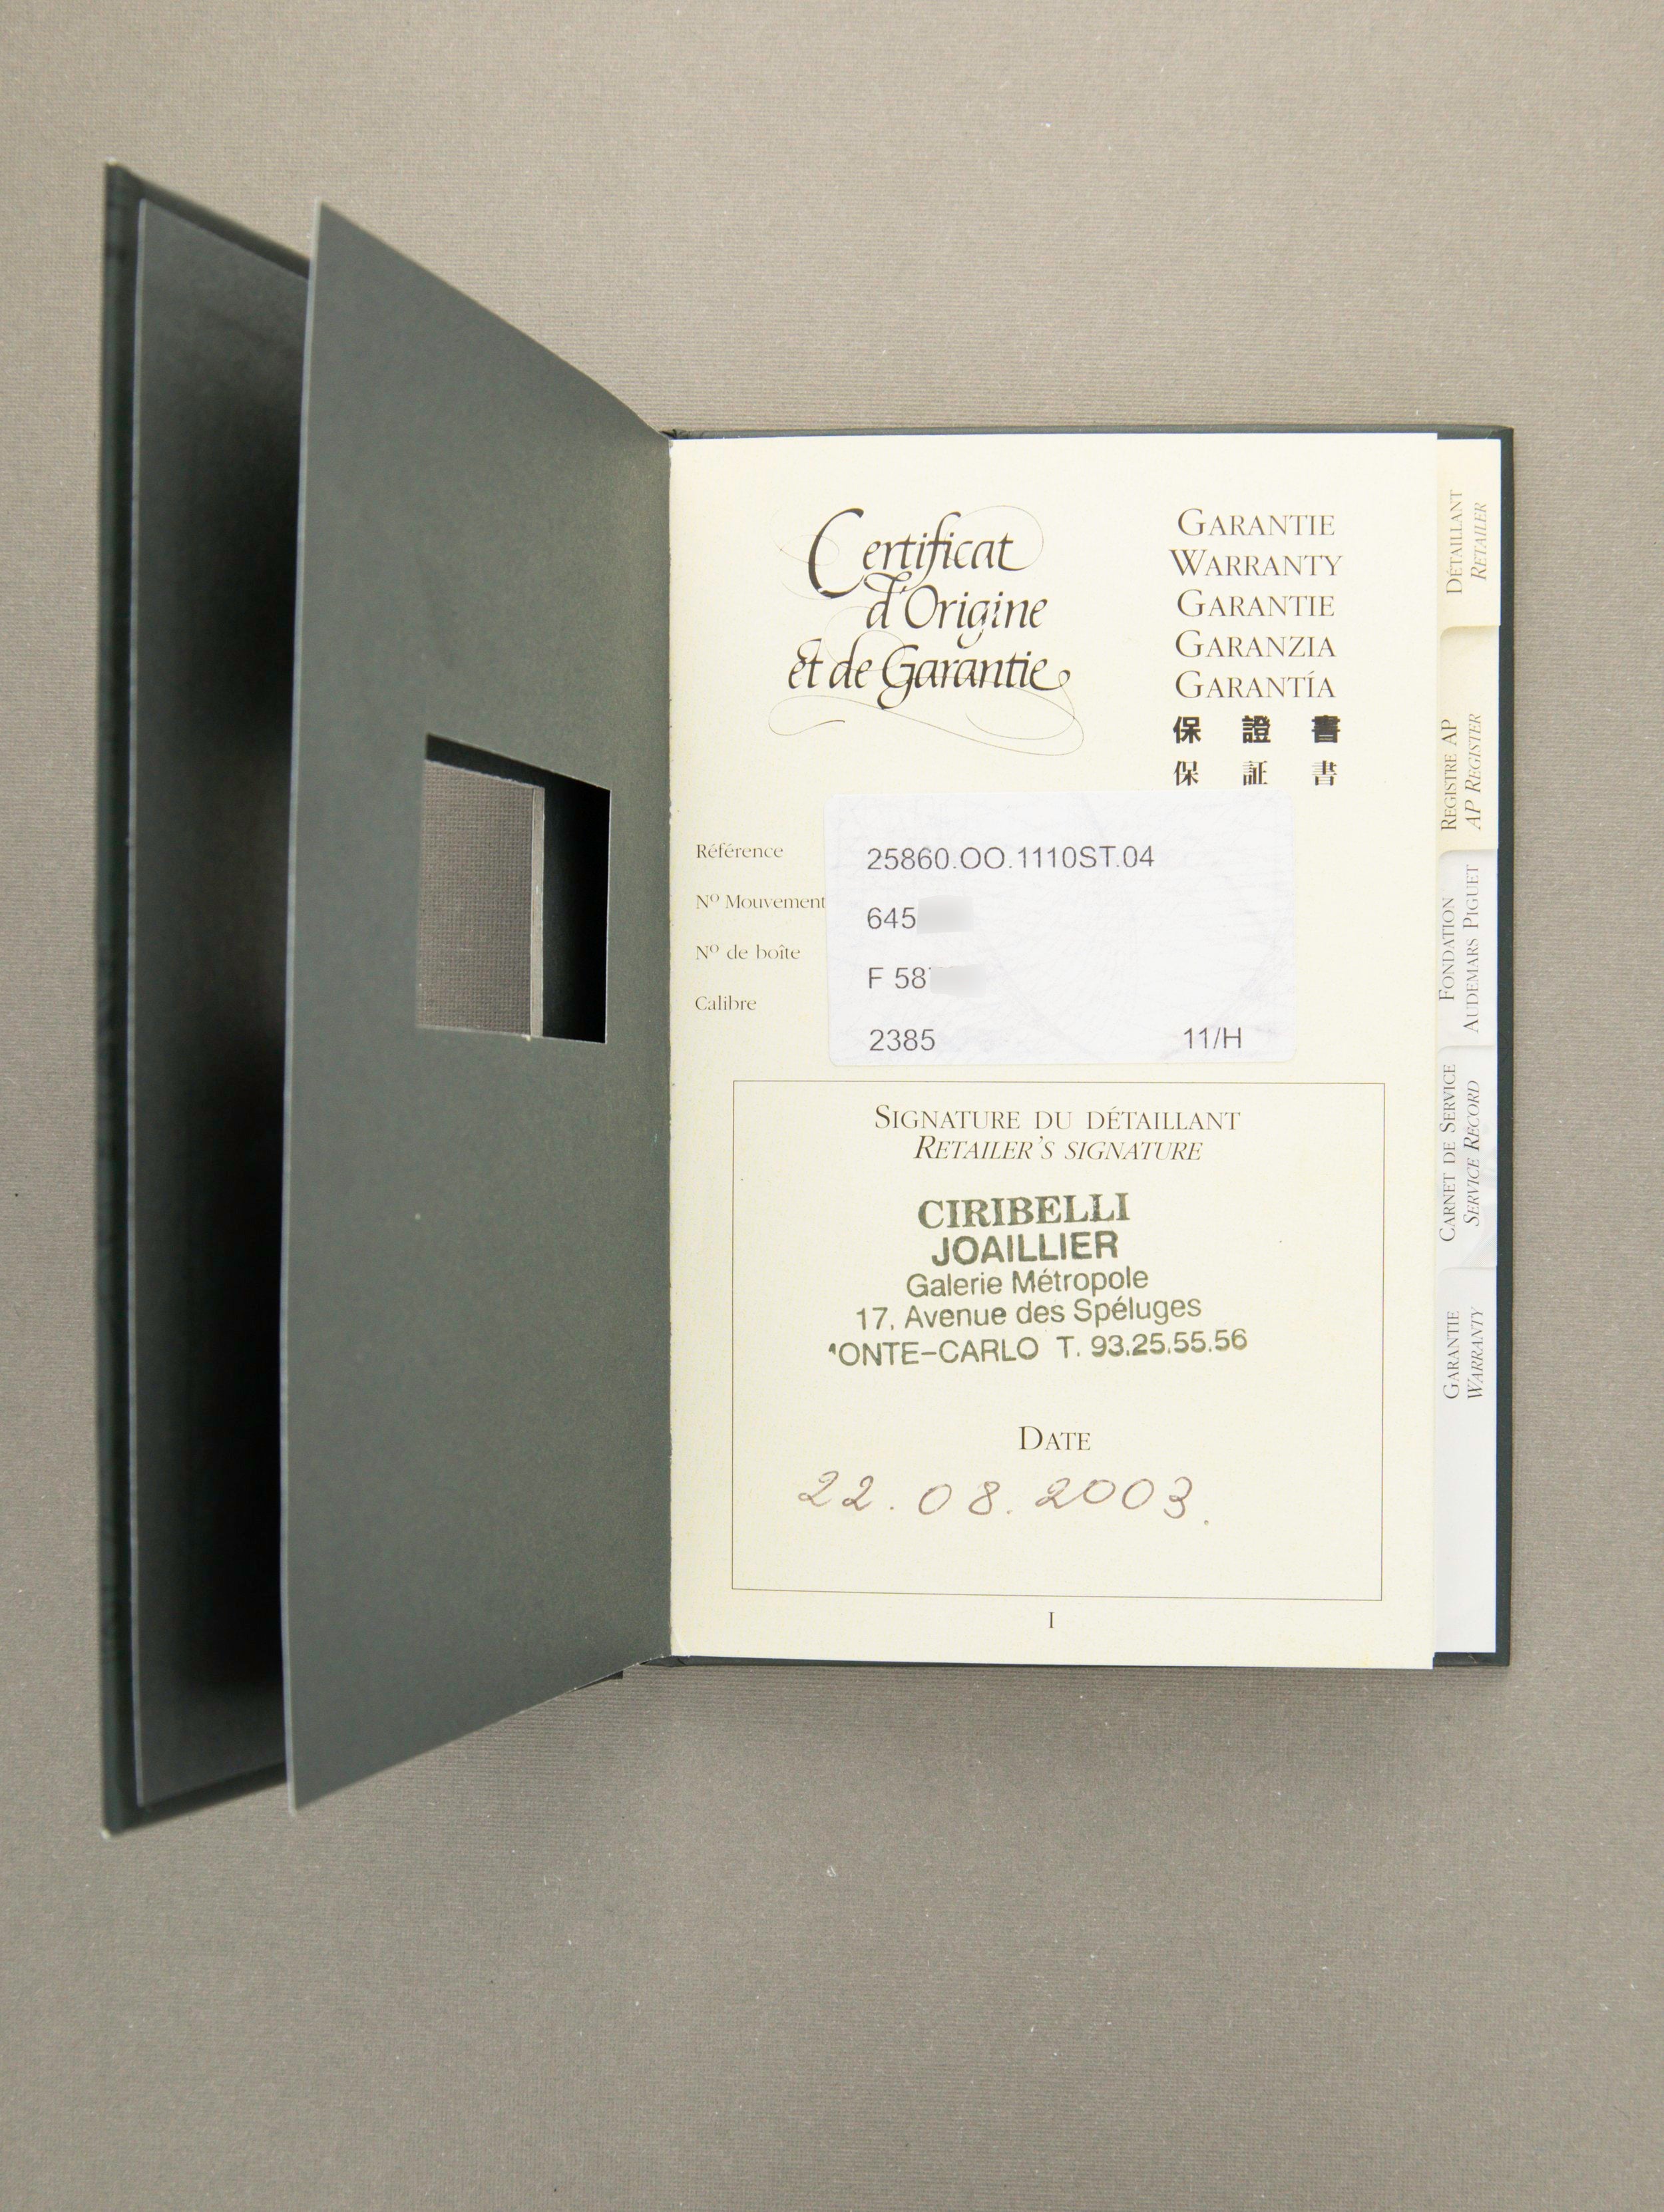 Certificat
d'Origine
et de Garantie
GARANTIE
WARRANTY
GARANTIE
GARANZIA
GARANTÍA
保 證 書
保 証 書
Référence 25860.OO.1110ST.04
Nº Mouvement 645
Nº de boîte F 58
Calibre 2385 11/H
SIGNATURE DU DÉTAILLANT
RETAILER'S SIGNATURE
CIRIBELLI
JOAILLIER
Galerie Métropole
17, Avenue des Spéluges
MONTE-CARLO T. 93.25.55.56
DATE
22.08.2003.
I
DÉTAILLANT
RETAILER
REGISTRE AP
AP REGISTER
FONDATION
AUDEMARS PIGUET
CARNET DE SERVICE
SERVICE RECORD
GARANTIE
WARRANTY